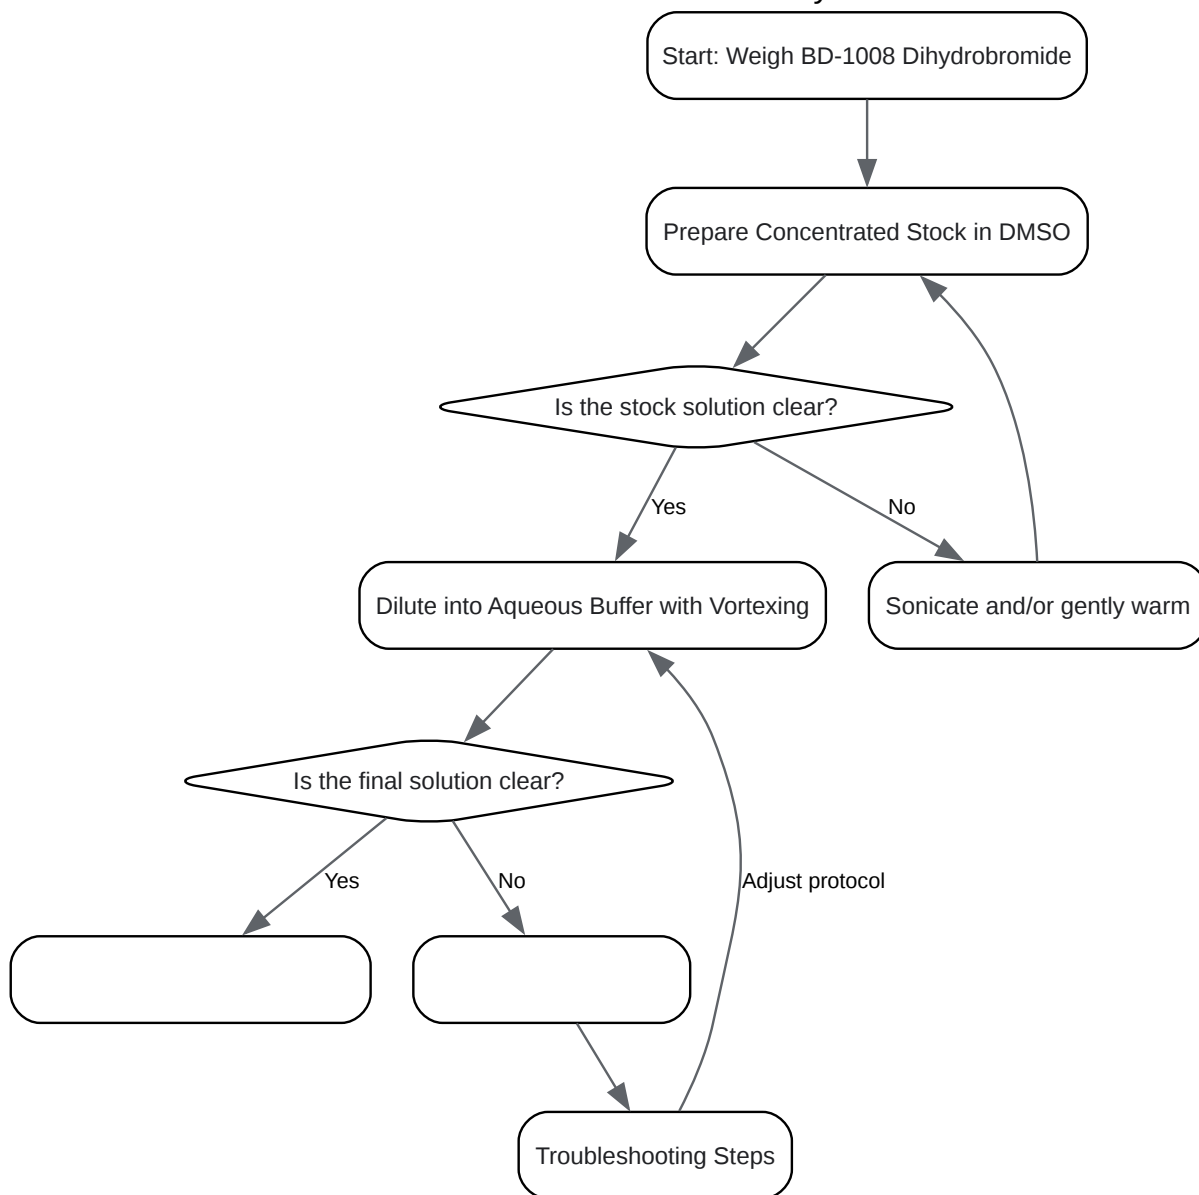 Start: Weigh BD-1008 Dihydrobromide
Prepare Concentrated Stock in DMSO
Is the stock solution clear?
Yes
No
Dilute into Aqueous Buffer with Vortexing
Sonicate and/or gently warm
Is the final solution clear?
Yes
No
Adjust protocol
Troubleshooting Steps